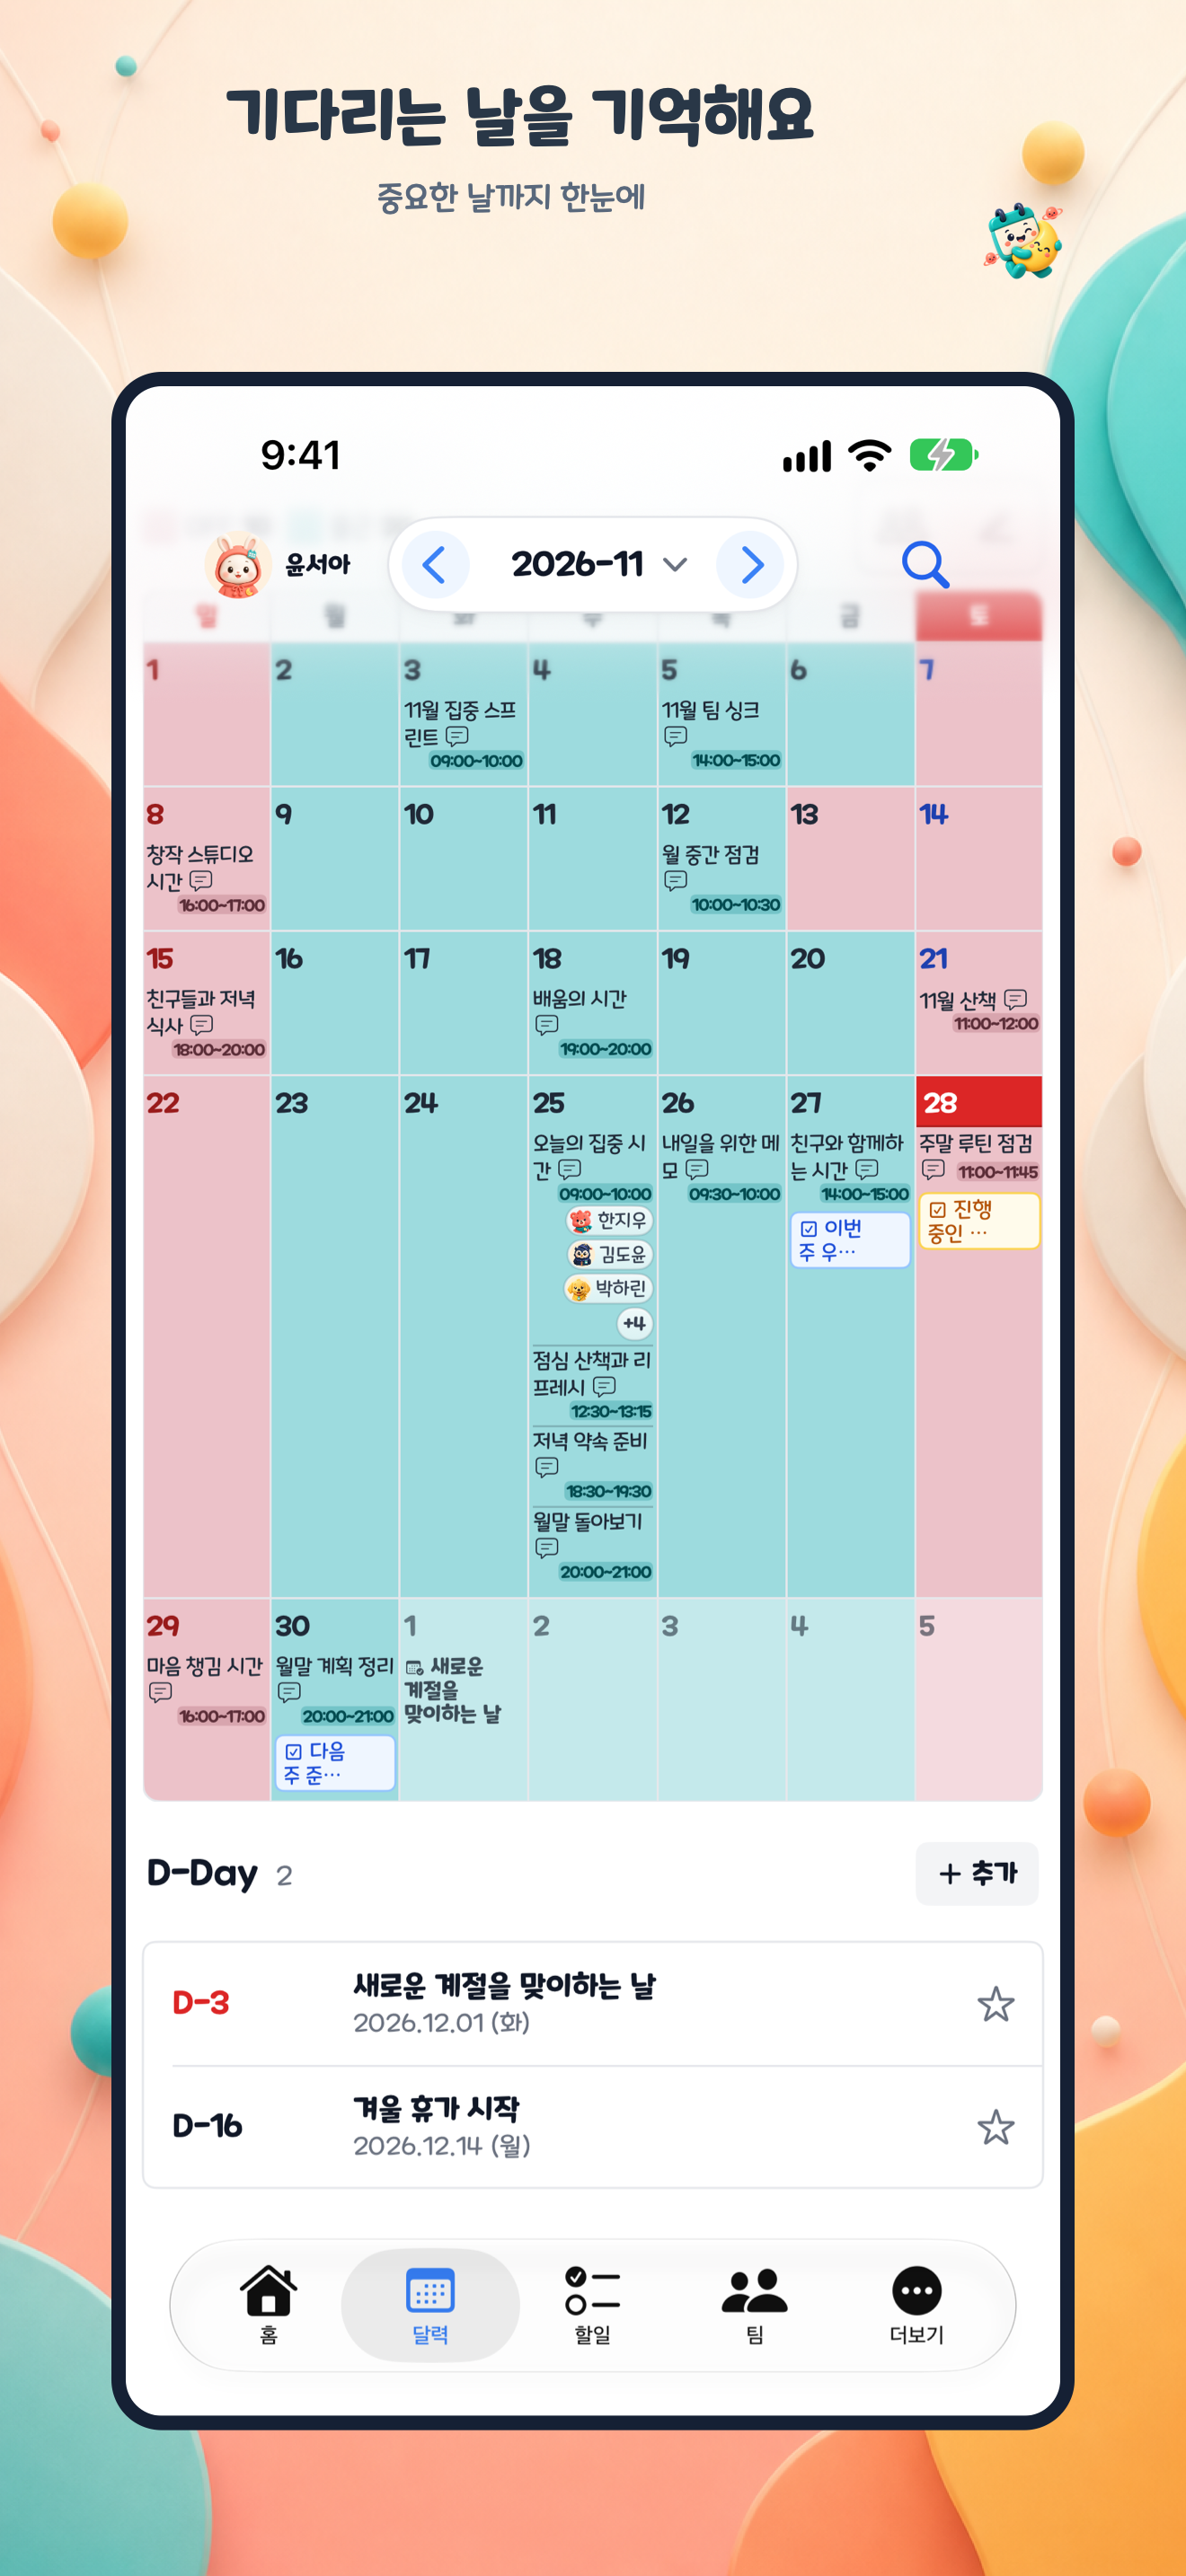 기다리는 날을 기억해요
중요한 날까지 한눈에
9:41
윤서아
2026-11
일 월 화 수 목 금 토
1 2 3 4 5 6 7
11월 집중 스프
린트
09:00~10:00
11월 팀 싱크
14:00~15:00
8 9 10 11 12 13 14
창작 스튜디오
시간
16:00~17:00
월 중간 점검
10:00~10:30
15 16 17 18 19 20 21
친구들과 저녁
식사
18:00~20:00
배움의 시간
19:00~20:00
11월 산책
11:00~12:00
22 23 24 25 26 27 28
오늘의 집중 시
간
09:00~10:00
한지우
김도윤
박하린
+4
점심 산책과 리
프레시
12:30~13:15
저녁 약속 준비
18:30~19:30
월말 돌아보기
20:00~21:00
내일을 위한 메
모
09:30~10:00
친구와 함께하
는 시간
14:00~15:00
이번
주 우…
주말 루틴 점검
11:00~11:45
진행
중인 …
29 30 1 2 3 4 5
마음 챙김 시간
16:00~17:00
월말 계획 정리
20:00~21:00
다음
주 준…
새로운
계절을
맞이하는 날
D-Day 2
+ 추가
D-3
새로운 계절을 맞이하는 날
2026.12.01 (화)
D-16
겨울 휴가 시작
2026.12.14 (월)
홈 달력 할일 팀 더보기